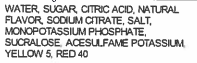 WATER, SUGAR, CITRIC ACID, NATURAL
FLAVOR, SODIUM CITRATE, SALT,
MONOPOTASSIUM PHOSPHATE,
SUCRALOSE, ACESULFAME POTASSIUM,
YELLOW 5, RED 40